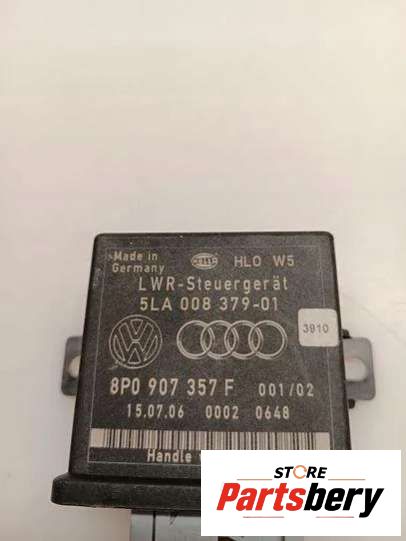 Made in
Germany
HELLA
HLO W5
LWR-Steuergerät
5LA 008 379-01
3910
8P0 907 357 F 001/02
15.07.06 0002 0648
Handle
STORE
Partsbery